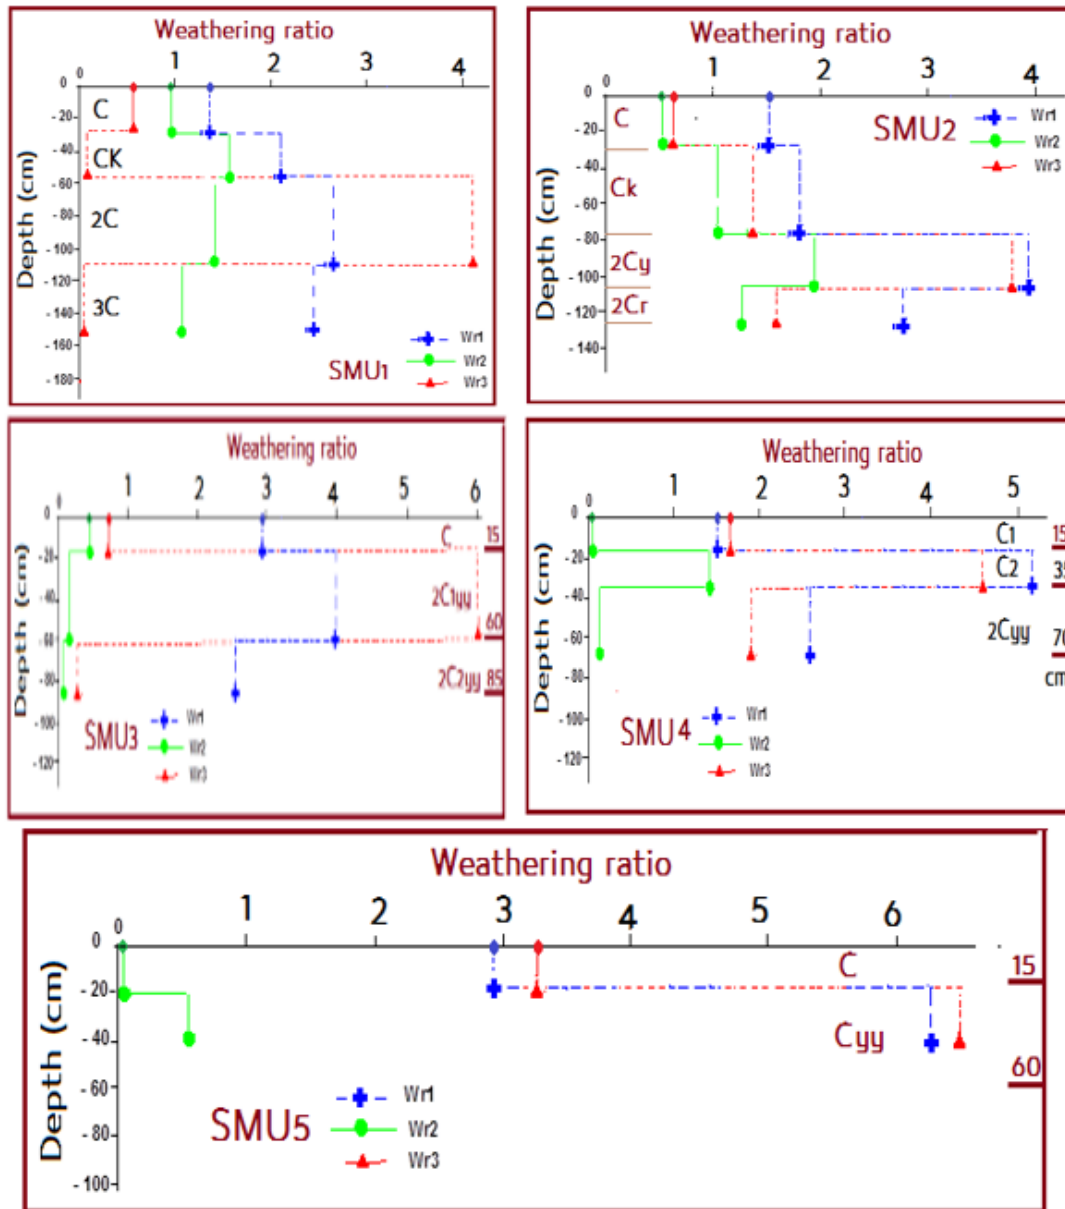 Weathering ratio
0 1 2 3 4
0
- 20
- 40
- 60
- 80
- 100
- 120
- 140
- 160
- 180
Depth (cm)
C
CK
2C
3C
SMU1
Wr1
Wr2
Wr3
Weathering ratio
0 1 2 3 4
0
- 20
- 40
- 60
- 80
- 100
- 120
- 140
Depth (cm)
C
Ck
2Cy
2Cr
SMU2
Wr1
Wr2
Wr3
Weathering ratio
0 1 2 3 4 5 6
0
- 20
- 40
- 60
- 80
- 100
- 120
Depth (cm)
C 15
2C1yy 60
2C2yy 85
SMU3
Wr1
Wr2
Wr3
Weathering ratio
0 1 2 3 4 5
0
- 20
- 40
- 60
- 80
- 100
- 120
Depth (cm)
C1 15
C2 35
2Cyy 70
cm
SMU4
Wr1
Wr2
Wr3
Weathering ratio
0 1 2 3 4 5 6
0
- 20
- 40
- 60
- 80
- 100
Depth (cm)
C 15
Cyy 60
SMU5
Wr1
Wr2
Wr3